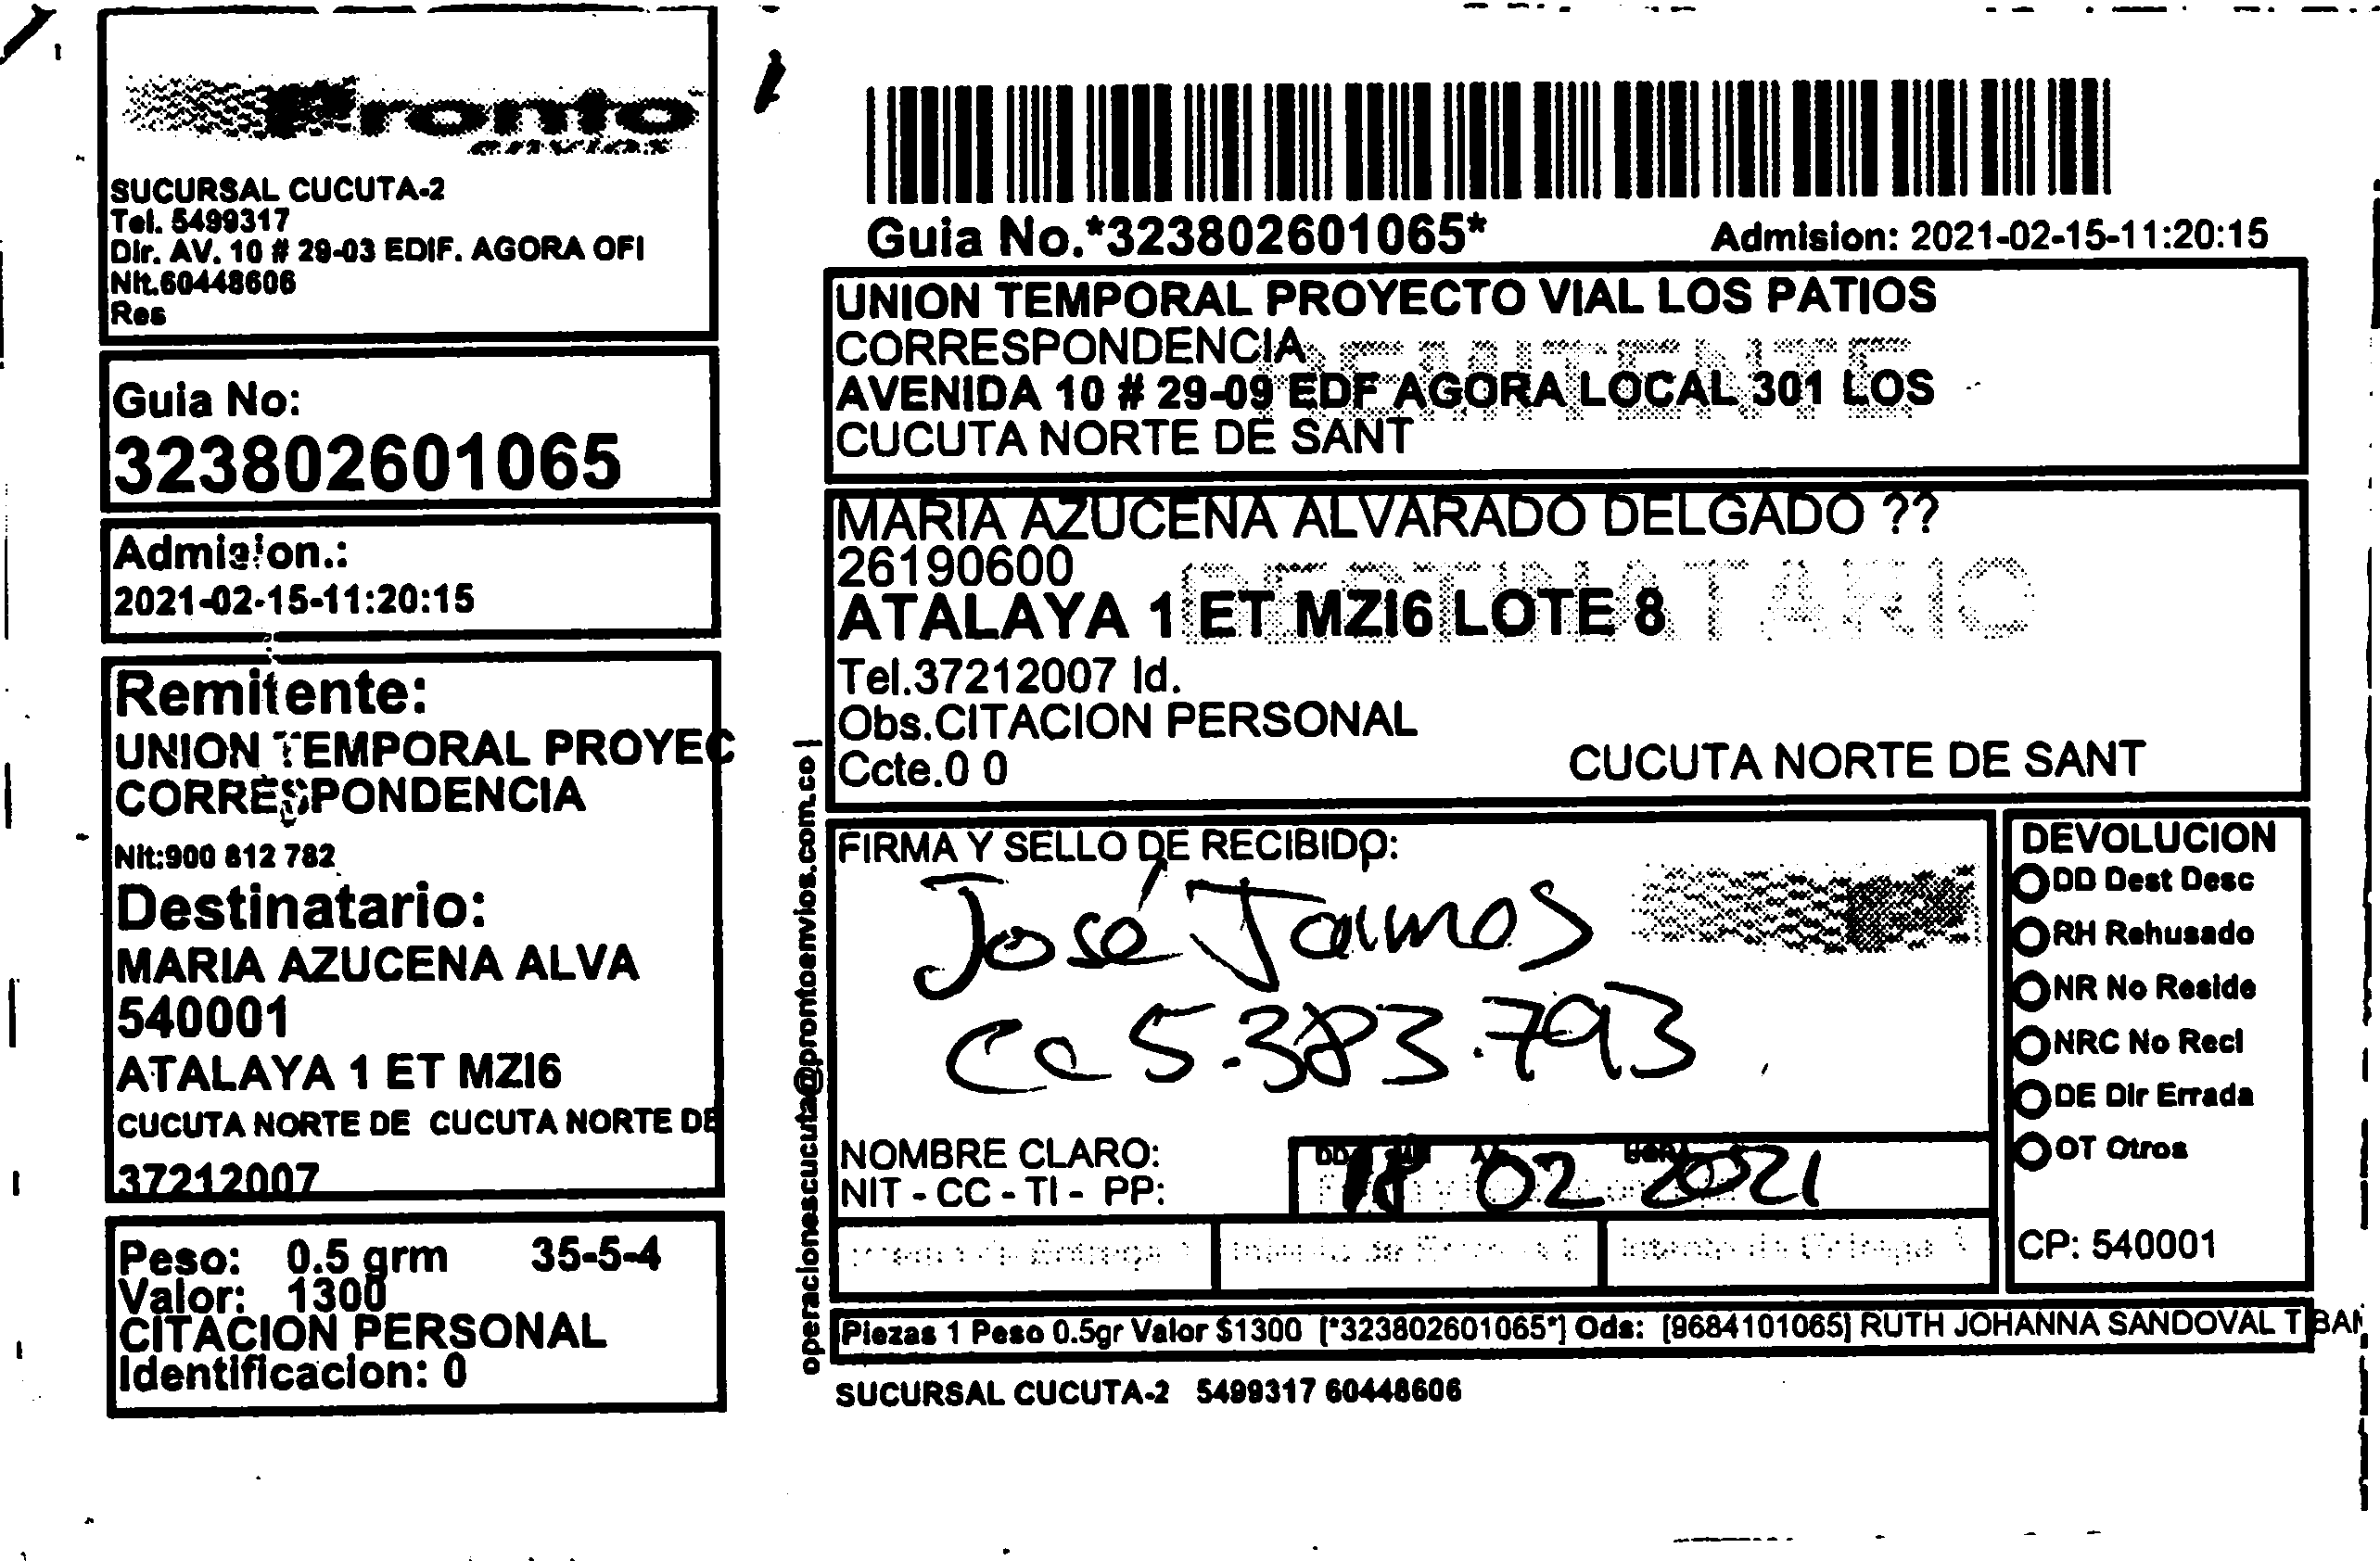 Pronto
envios
SUCURSAL CUCUTA-2
Tel. 5499317
Dir. AV. 10 # 29-03 EDIF. AGORA OFI
Nit.60448606
Res
Guia No:
323802601065
Admision.:
2021-02-15-11:20:15
Remitente:
UNION TEMPORAL PROYEC
CORRESPONDENCIA
Nit:900 812 782
Destinatario:
MARIA AZUCENA ALVA
540001
ATALAYA 1 ET MZI6
CUCUTA NORTE DE CUCUTA NORTE DE
37212007
Peso: 0.5 grm 35-5-4
Valor: 1300
CITACION PERSONAL
Identificacion: 0
operacionescucuta@prontoenvios.com.co |
Guia No.*323802601065*
Admision: 2021-02-15-11:20:15
UNION TEMPORAL PROYECTO VIAL LOS PATIOS
CORRESPONDENCIA
REMITENTE
AVENIDA 10 # 29-09 EDF AGORA LOCAL 301 LOS
CUCUTA NORTE DE SANT
MARIA AZUCENA ALVARADO DELGADO ??
26190600
DESTINATARIO
ATALAYA 1 ET MZI6 LOTE 8
Tel.37212007 Id.
Obs.CITACION PERSONAL
Ccte.0 0 CUCUTA NORTE DE SANT
FIRMA Y SELLO DE RECIBIDO:
José Jaimes
CC 5.383.793
NOMBRE CLARO:
NIT - CC - TI - PP:
DD HORA
18 02 2021
DEVOLUCION
DD Dest Desc
RH Rehusado
NR No Reside
NRC No Recl
DE Dir Errada
OT Otros
CP: 540001
Piezas 1 Peso 0.5gr Valor $1300 [*323802601065*] Ods: [9684101065] RUTH JOHANNA SANDOVAL T BAR
SUCURSAL CUCUTA-2 5499317 60448606